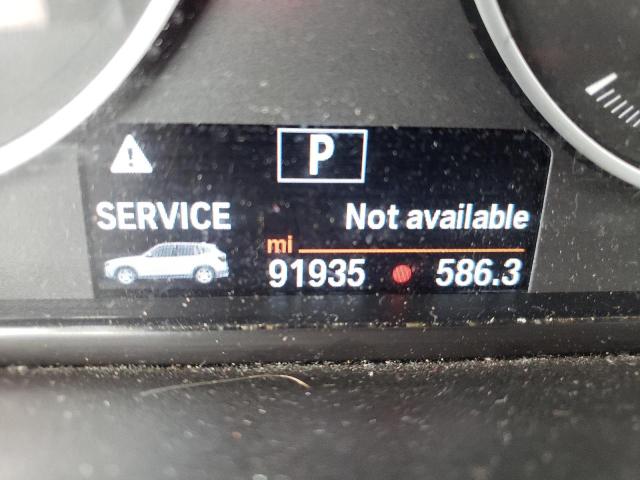 P
SERVICE Not available
mi
91935 586.3